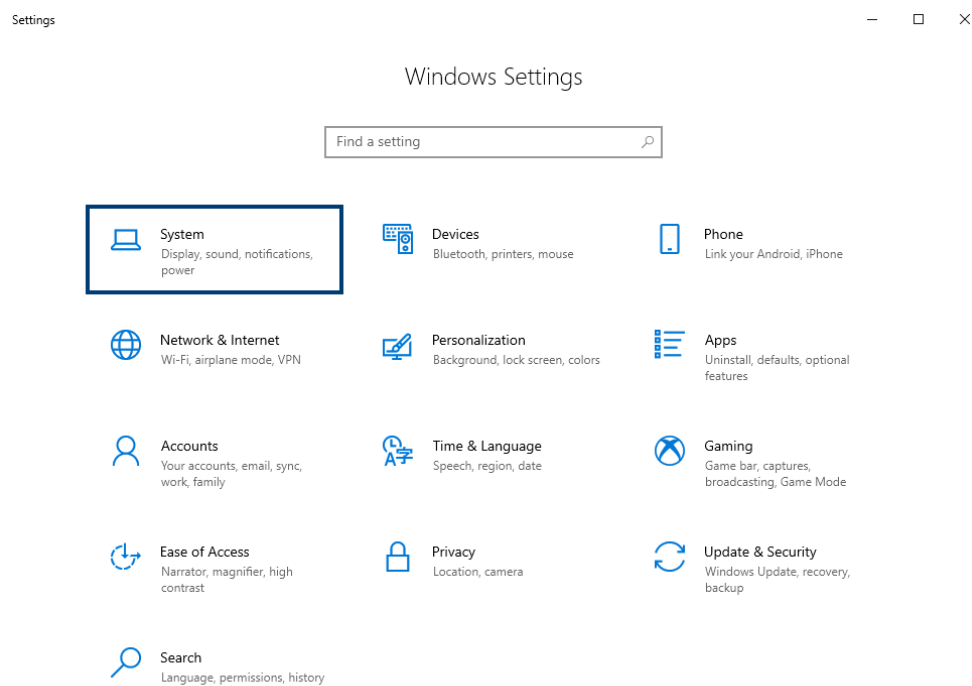 Settings
Windows Settings
Find a setting
System
Display, sound, notifications,
power
Devices
Bluetooth, printers, mouse
Phone
Link your Android, iPhone
Network & Internet
Wi-Fi, airplane mode, VPN
Personalization
Background, lock screen, colors
Apps
Uninstall, defaults, optional
features
Accounts
Your accounts, email, sync,
work, family
Time & Language
Speech, region, date
Gaming
Game bar, captures,
broadcasting, Game Mode
Ease of Access
Narrator, magnifier, high
contrast
Privacy
Location, camera
Update & Security
Windows Update, recovery,
backup
Search
Language, permissions, history